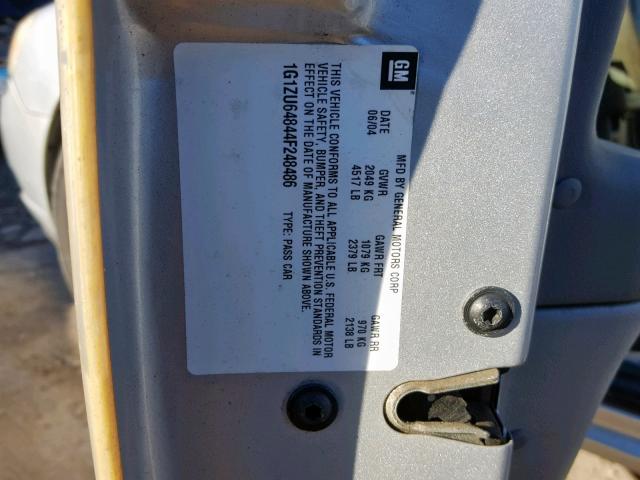 GM
MFD BY GENERAL MOTORS CORP
DATE GVWR GAWR FRT GAWR RR
06/04 2049 KG 1079 KG 970 KG
4517 LB 2379 LB 2138 LB
THIS VEHICLE CONFORMS TO ALL APPLICABLE U.S. FEDERAL MOTOR
VEHICLE SAFETY, BUMPER, AND THEFT PREVENTION STANDARDS IN
EFFECT ON THE DATE OF MANUFACTURE SHOWN ABOVE.
1G1ZU64844F248486 TYPE: PASS CAR